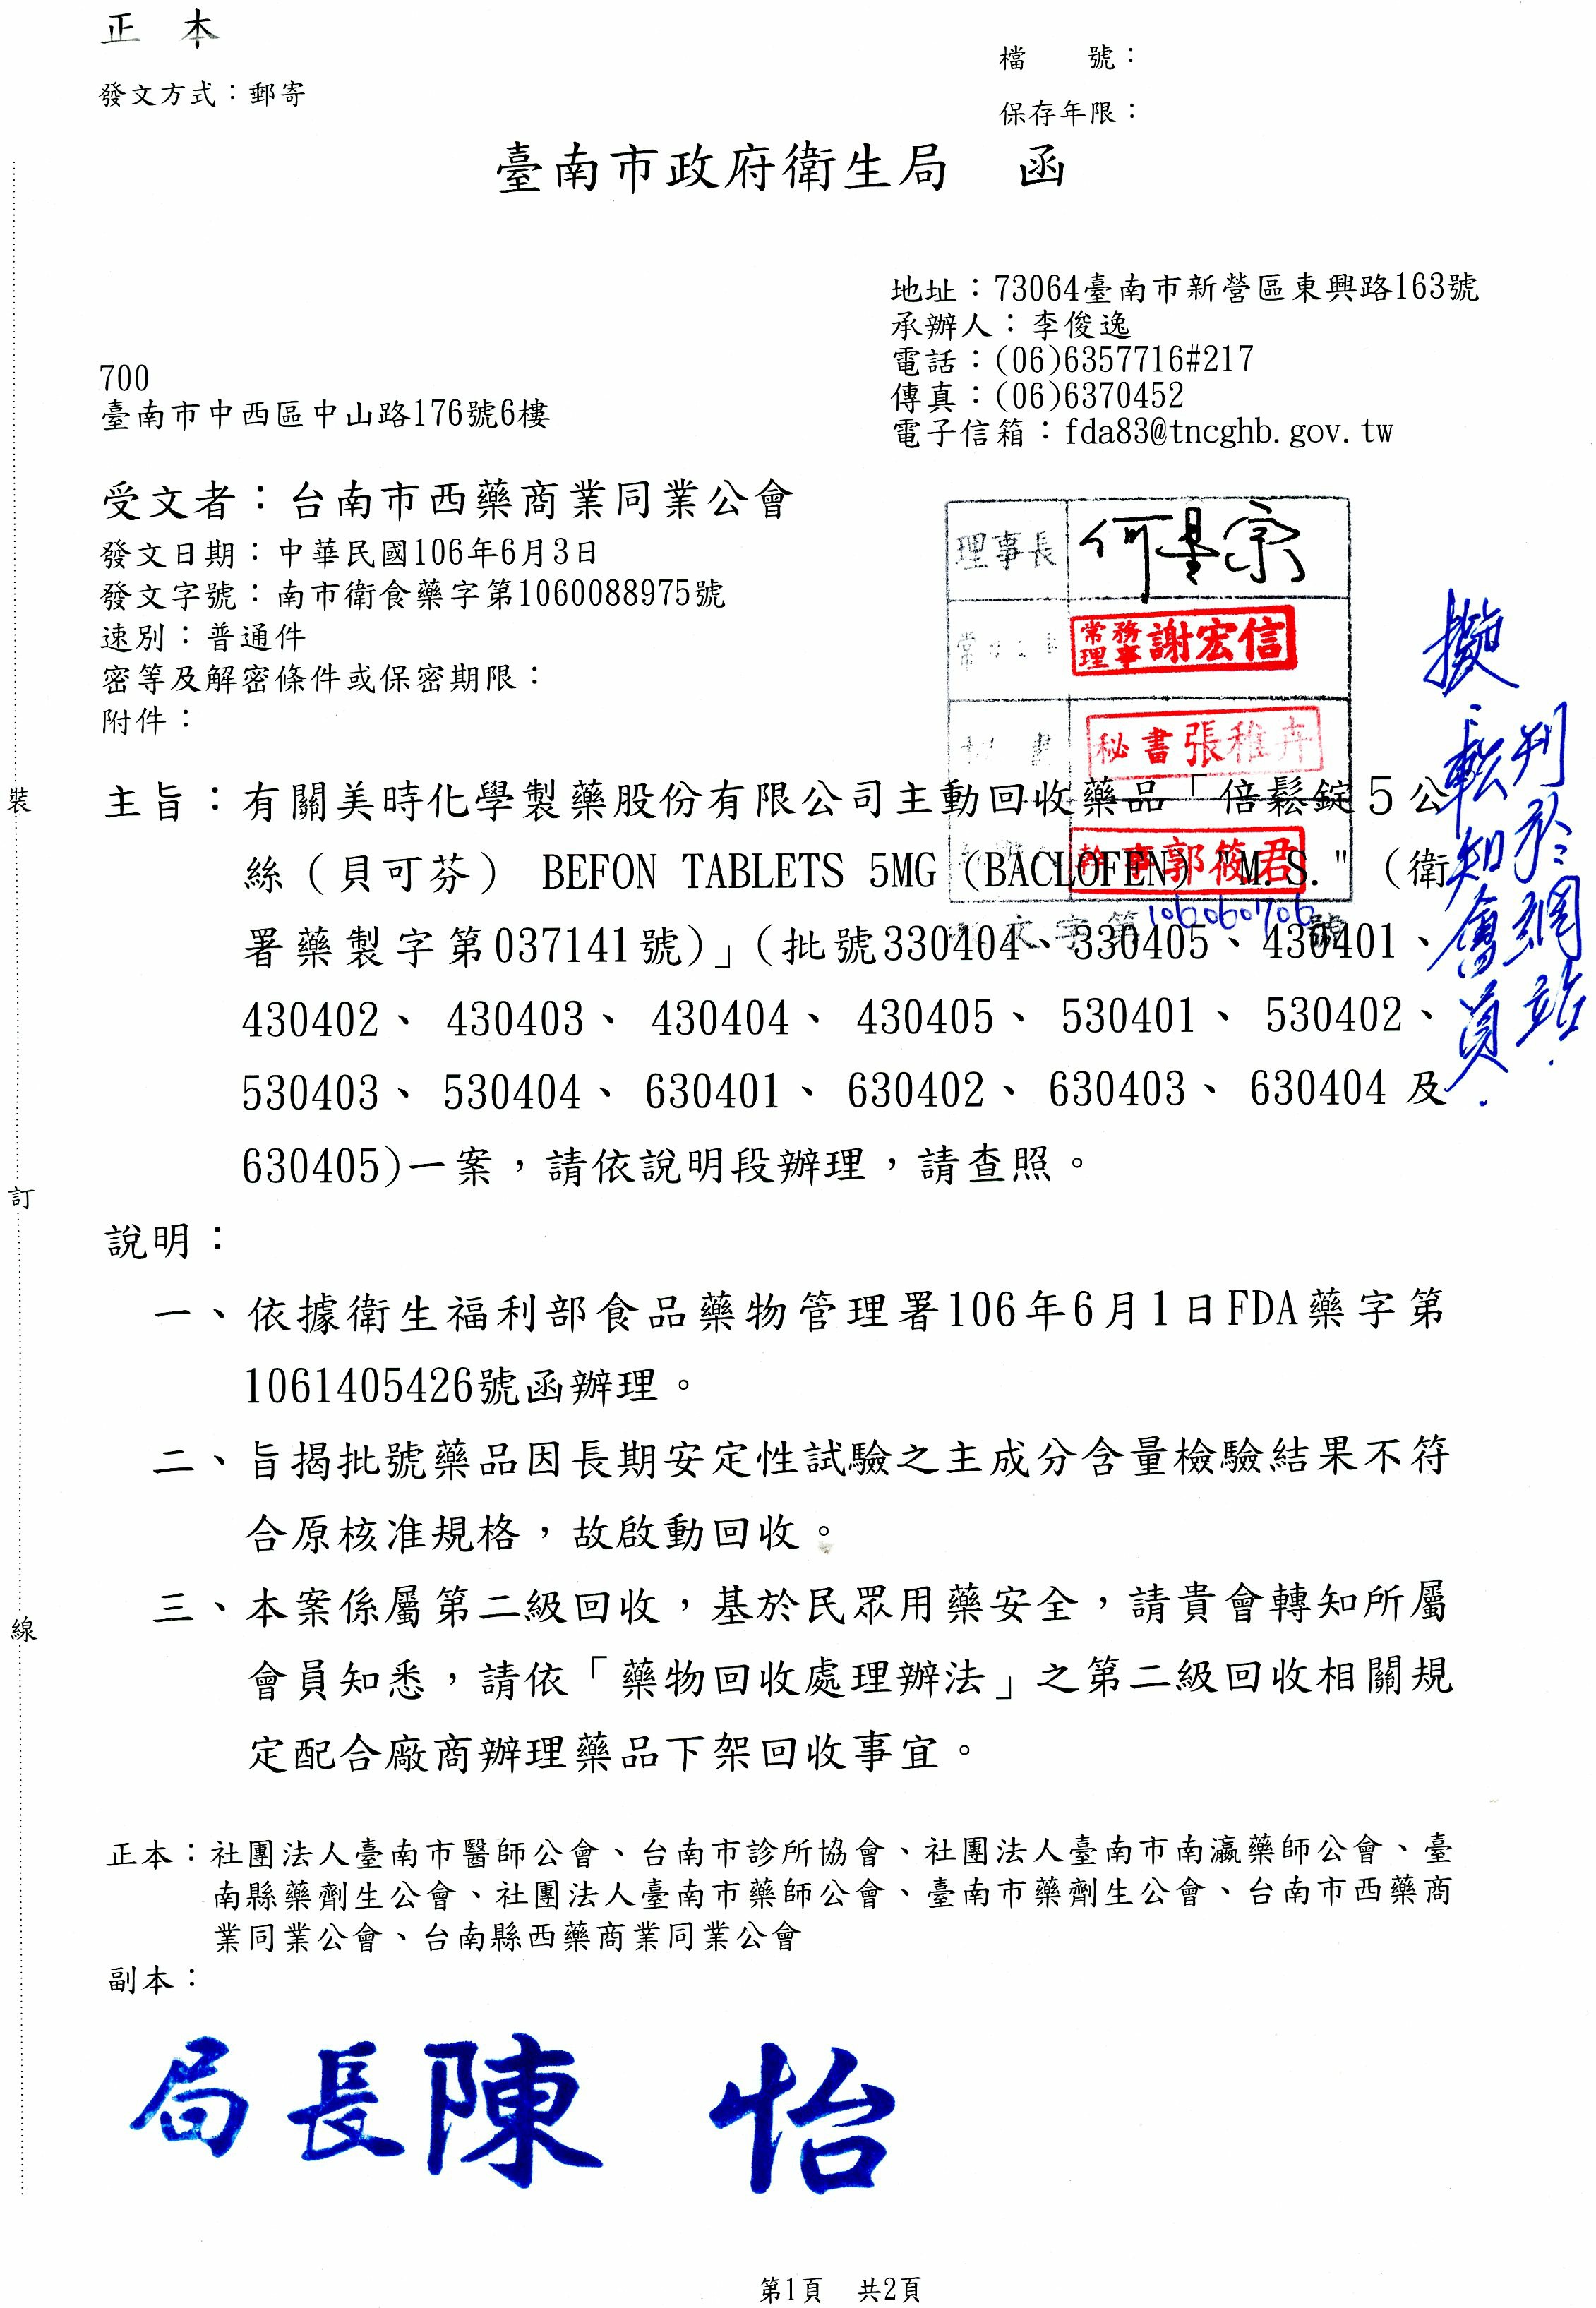 正 本
檔 號：
發文方式：郵寄
保存年限：
臺南市政府衛生局 函
地址：73064臺南市新營區東興路163號
承辦人：李俊逸
電話：(06)6357716#217
傳真：(06)6370452
電子信箱：fda83@tncghb.gov.tw
700
臺南市中西區中山路176號6樓
受文者：台南市西藥商業同業公會
發文日期：中華民國106年6月3日
發文字號：南市衛食藥字第1060088975號
速別：普通件
密等及解密條件或保密期限：
附件：
理事長
常務理事 謝宏信
秘書 張稚卉
幹事 郭筱君
收文字第1060601706號
擬：轉知會員.
刊於網站.
主旨：有關美時化學製藥股份有限公司主動回收藥品「倍鬆錠５公
絲（貝可芬） BEFON TABLETS 5MG (BACLOFEN) "M.S." （衛
署藥製字第037141號)」(批號330404、330405、430401、
430402、 430403、 430404、 430405、 530401、 530402、
530403、 530404、 630401、 630402、 630403、 630404 及
630405)一案，請依說明段辦理，請查照。
說明：
一、依據衛生福利部食品藥物管理署106年6月1日FDA藥字第
1061405426號函辦理。
二、旨揭批號藥品因長期安定性試驗之主成分含量檢驗結果不符
合原核准規格，故啟動回收。
三、本案係屬第二級回收，基於民眾用藥安全，請貴會轉知所屬
會員知悉，請依「藥物回收處理辦法」之第二級回收相關規
定配合廠商辦理藥品下架回收事宜。
正本：社團法人臺南市醫師公會、台南市診所協會、社團法人臺南市南瀛藥師公會、臺
南縣藥劑生公會、社團法人臺南市藥師公會、臺南市藥劑生公會、台南市西藥商
業同業公會、台南縣西藥商業同業公會
副本：
局長陳 怡
裝
訂
線
第1頁 共2頁